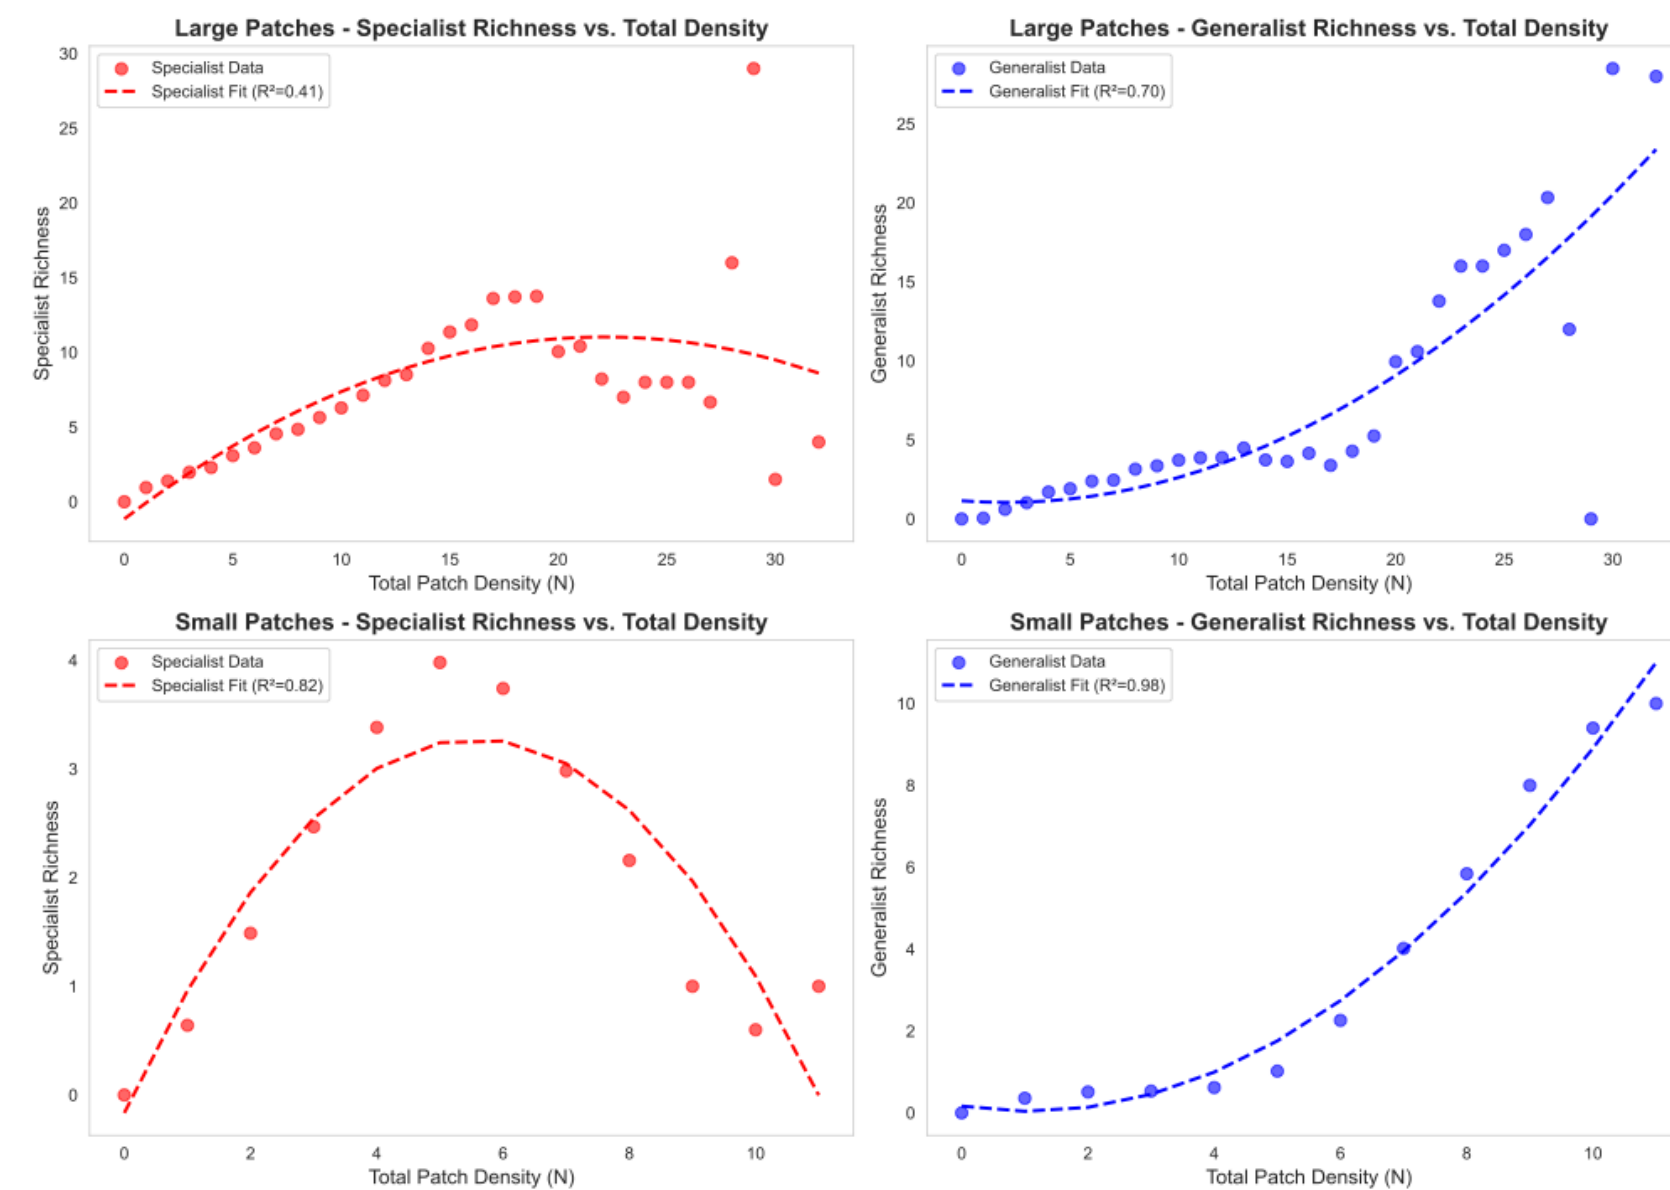 Large Patches - Specialist Richness vs. Total Density
Specialist Data
Specialist Fit (R²=0.41)
30
25
20
15
10
5
0
Specialist Richness
0 5 10 15 20 25 30
Total Patch Density (N)
Large Patches - Generalist Richness vs. Total Density
Generalist Data
Generalist Fit (R²=0.70)
25
20
15
10
5
0
Generalist Richness
0 5 10 15 20 25 30
Total Patch Density (N)
Small Patches - Specialist Richness vs. Total Density
Specialist Data
Specialist Fit (R²=0.82)
4
3
2
1
0
Specialist Richness
0 2 4 6 8 10
Total Patch Density (N)
Small Patches - Generalist Richness vs. Total Density
Generalist Data
Generalist Fit (R²=0.98)
10
8
6
4
2
0
Generalist Richness
0 2 4 6 8 10
Total Patch Density (N)